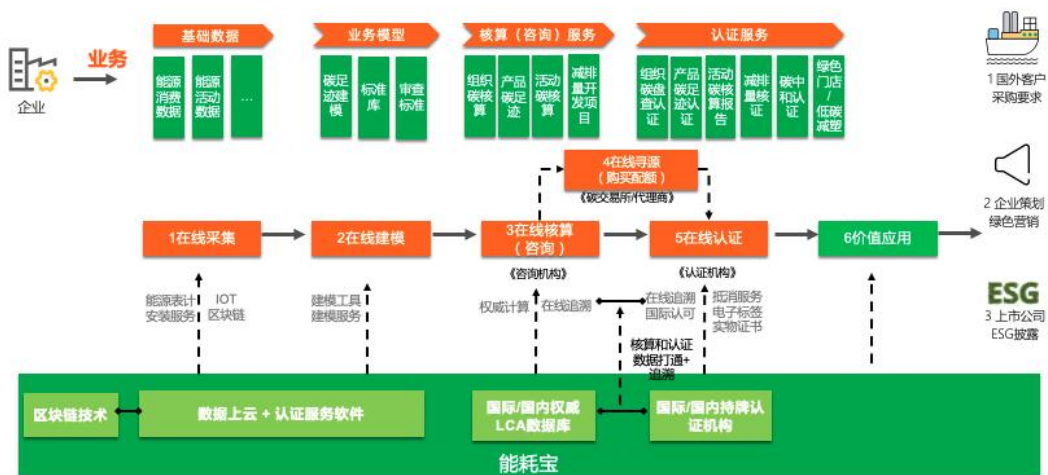 基础数据
业务模型
核算（咨询）服务
认证服务
企业
业务
能源
消费
数据
能源
活动
数据
...
碳足
迹建
模
标准
库
审查
标准
组织
碳核
算
产品
碳足
迹
活动
碳核
算
减排
量开
发项
目
组织
碳盘
查认
证
产品
碳足
迹认
证
活动
碳核
算报
告
减排
量核
证
碳中
和认
证
绿色
门店
/
低碳
减塑
1 国外客户
采购要求
4在线寻源
（购买配额）
《碳交易所/代理商》
1在线采集
2在线建模
3在线核算
（咨询）
《咨询机构》
5在线认证
《认证机构》
6价值应用
2 企业策划
绿色营销
能源表计
安装服务
IOT
区块链
建模工具
建模服务
权威计算
在线追溯
在线追溯
国际认可
抵消服务
电子标签
实物证书
核算和认证
数据打通+
追溯
ESG
3 上市公司
ESG披露
区块链技术
数据上云 + 认证服务软件
国际/国内权威
LCA数据库
国际/国内持牌认
证机构
能耗宝